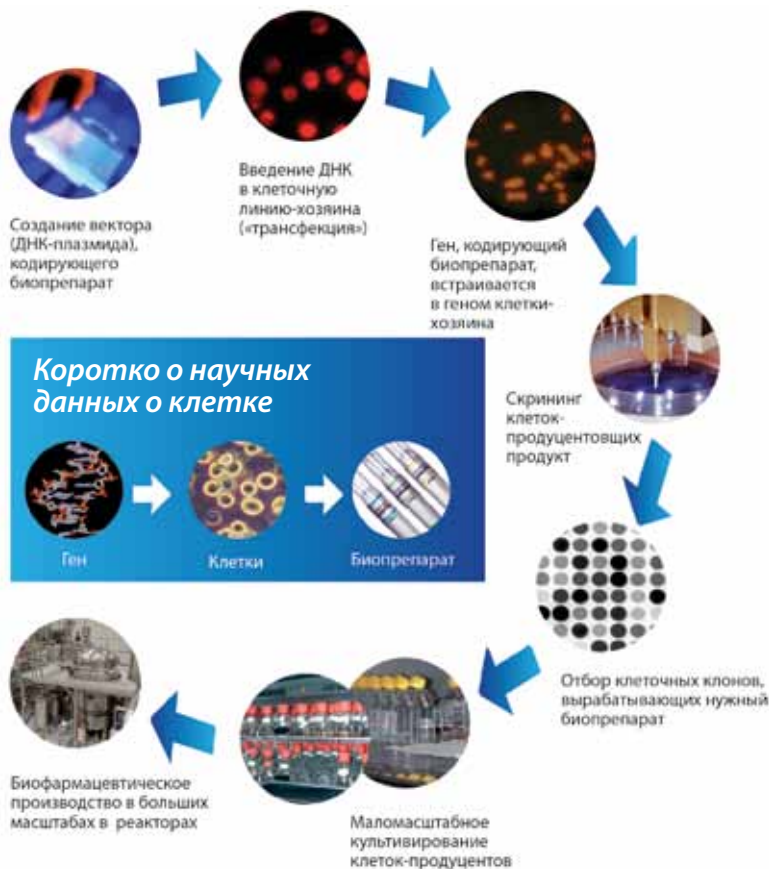 Создание вектора
(ДНК-плазмида),
кодирующего
биопрепарат
Введение ДНК
в клеточную
линию-хозяина
(«трансфекция»)
Ген, кодирующий
биопрепарат,
встраивается
в геном клетки-
хозяина
Скрининг
клеток-
продуцентовщих
продукт
Коротко о научных
данных о клетке
Ген
Клетки
Биопрепарат
Отбор клеточных клонов,
вырабатывающих нужный
биопрепарат
Маломасштабное
культивирование
клеток-продуцентов
Биофармацевтическое
производство в больших
масштабах в реакторах